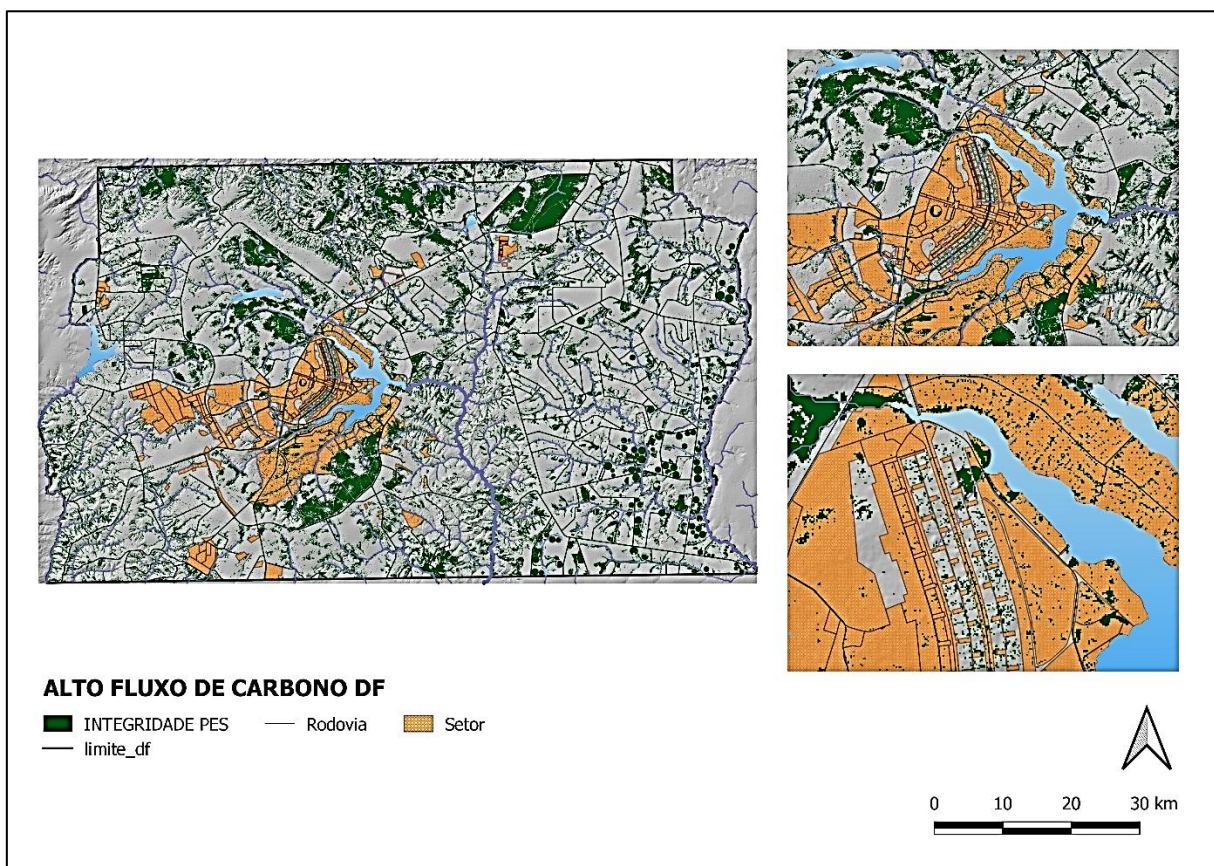 ALTO FLUXO DE CARBONO DF
INTEGRIDADE PES Rodovia Setor
limite_df
0 10 20 30 km